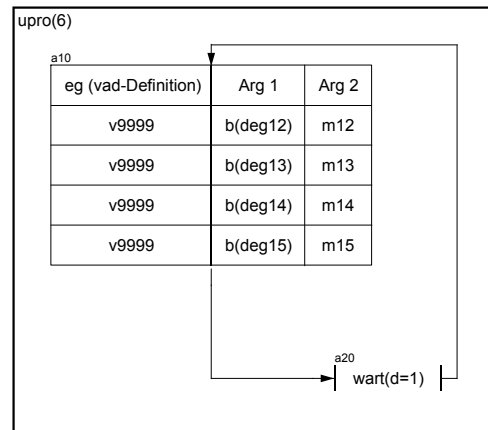 upro(6)
a10
eg (vad-Definition) Arg 1 Arg 2
v9999 b(deg12) m12
v9999 b(deg13) m13
v9999 b(deg14) m14
v9999 b(deg15) m15
a20
wart(d=1)